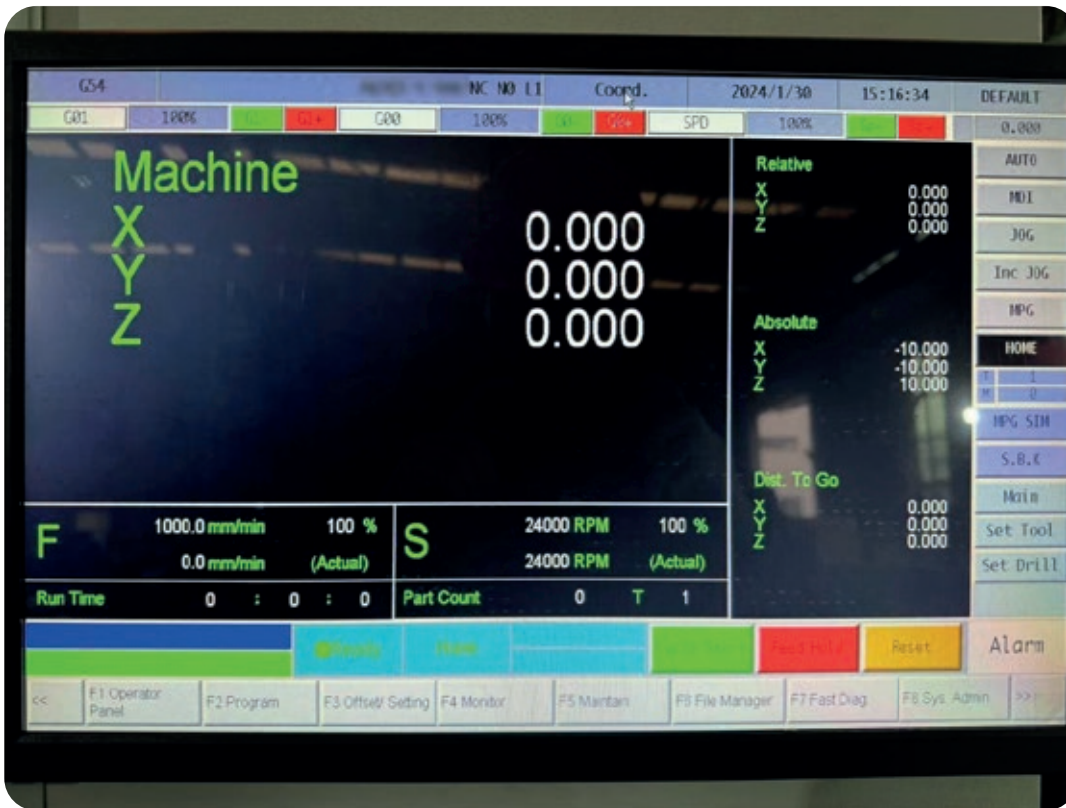 G54 NC N0 L1 Coord. 2024/1/30 15:16:34 DEFAULT
G01 100% G00 100% G0+ SPD 100% 0.000
Machine
X 0.000
Y 0.000
Z 0.000
Relative
X 0.000
Y 0.000
Z 0.000
Absolute
X -10.000
Y -10.000
Z 10.000
Dist. To Go
X 0.000
Y 0.000
Z 0.000
AUTO
MDI
JOG
Inc JOG
MPG
HOME
T 1
M 0
MPG SIM
S.B.K
Main
Set Tool
Set Drill
F 1000.0 mm/min 100 %
0.0 mm/min (Actual)
S 24000 RPM 100 %
24000 RPM (Actual)
Run Time 0 : 0 : 0 Part Count 0 T 1
Ready Feed Hold Reset Alarm
<< F1 Operator Panel F2 Program F3 Offset/ Setting F4 Monitor F5 Maintain F6 File Manager F7 Fast Diag. F8 Sys. Admin >>